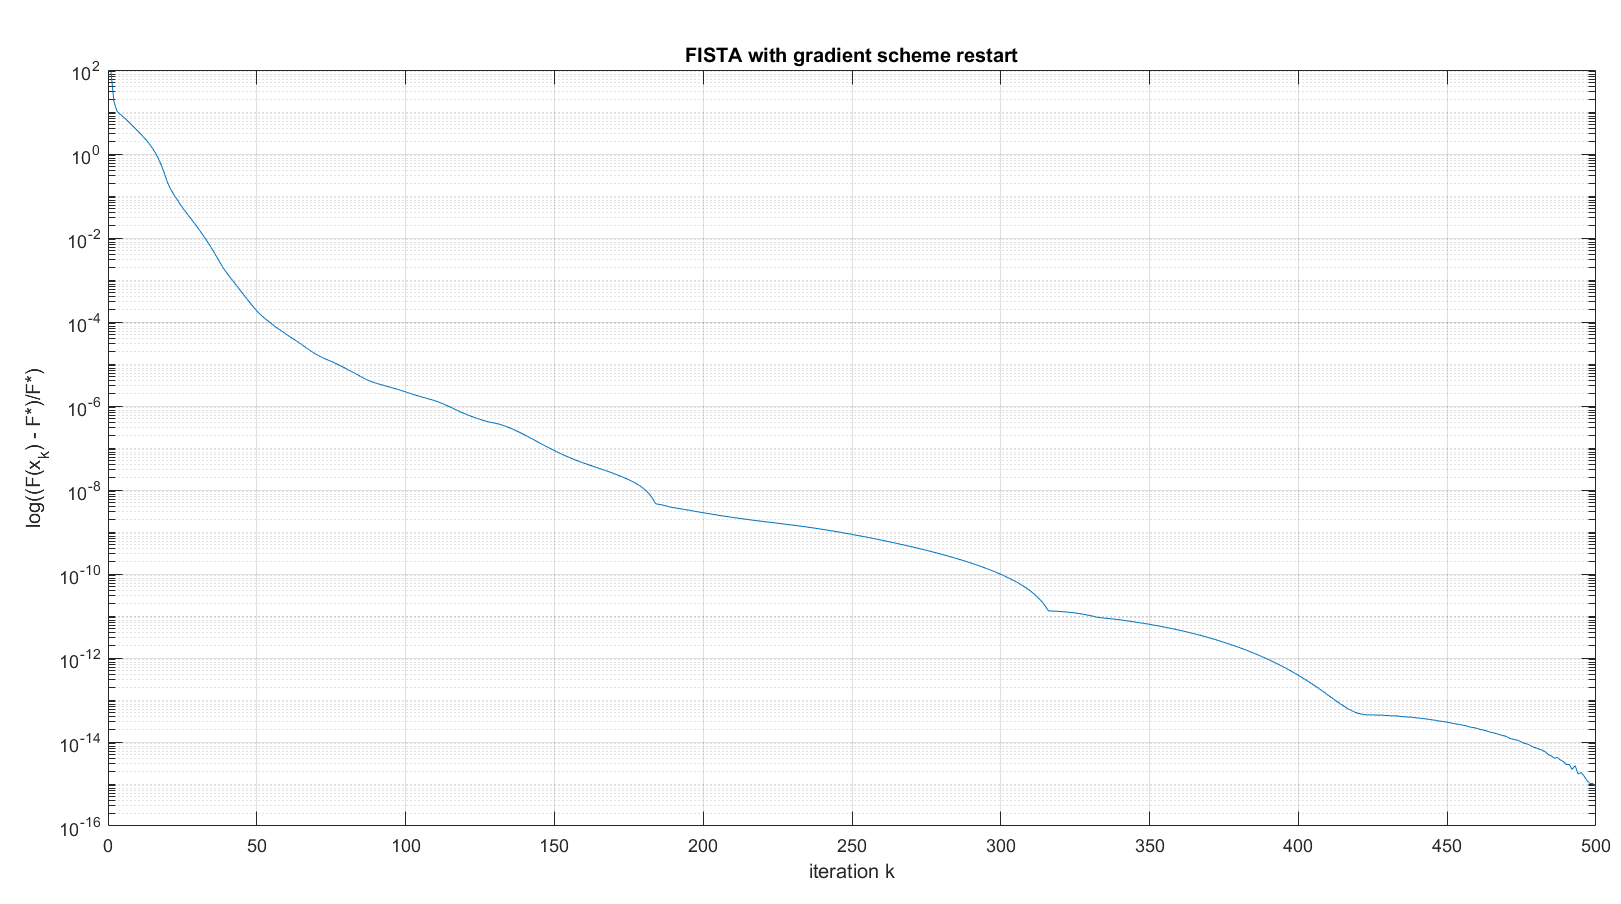 FISTA with gradient scheme restart
10^2
10^0
10^-2
10^-4
10^-6
10^-8
10^-10
10^-12
10^-14
10^-16
log((F(x_k) - F*)/F*)
0 50 100 150 200 250 300 350 400 450 500
iteration k